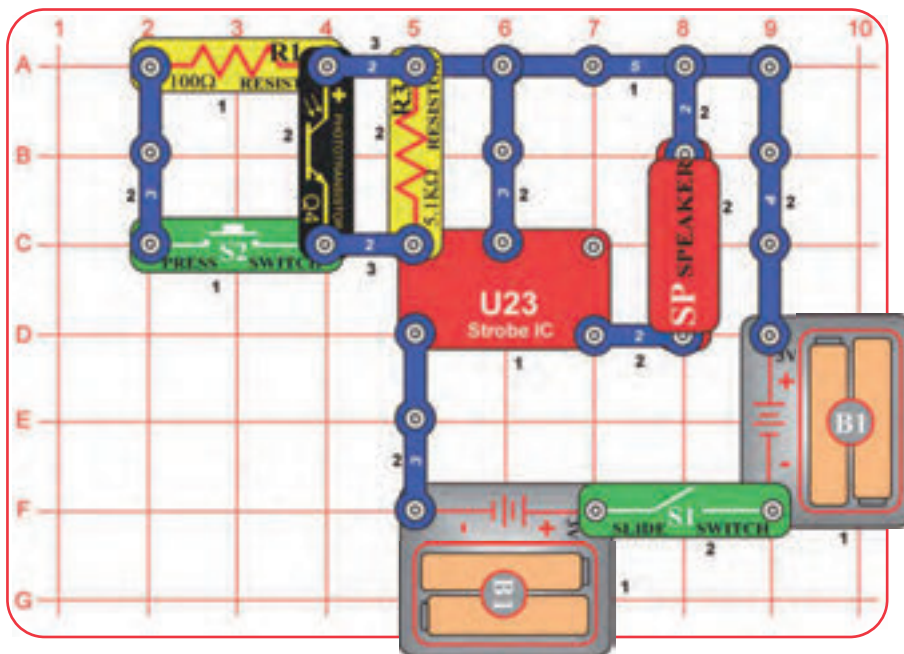 1 2 3 4 5 6 7 8 9 10
A
B
C
D
E
F
G
R1
100Ω RESIST
1
3
2
2
3
+
PHOTOTRANSISTOR
Q4
2
R3
RESISTO
5.1KΩ
2
3
2
5
1
2
2
4
2
SP SPEAKER
2
S2
PRESS SWITCH
1
2
3
U23
Strobe IC
1
2
2
3
2
3V
+
-
B1
1
- +
3V
B1
1
S1
SLIDE SWITCH
2